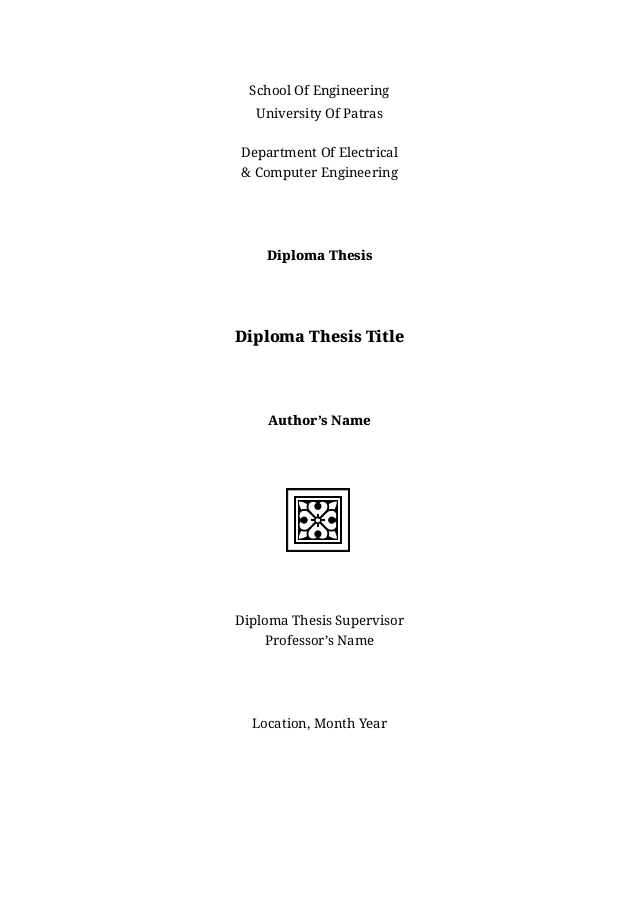 School Of Engineering
University Of Patras
Department Of Electrical
& Computer Engineering
Diploma Thesis
Diploma Thesis Title
Author’s Name
Diploma Thesis Supervisor
Professor’s Name
Location, Month Year